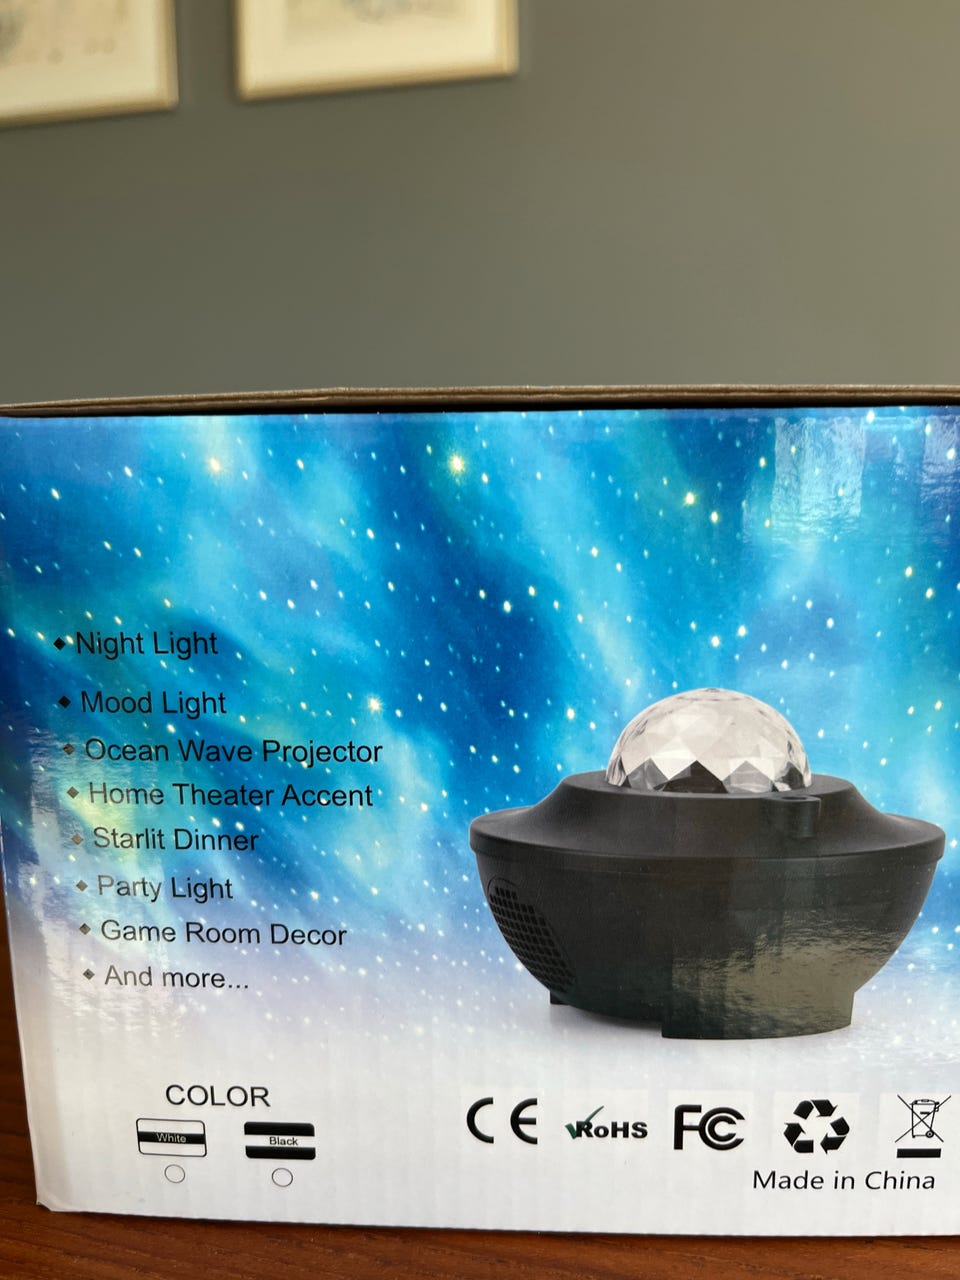 Night Light
Mood Light
Ocean Wave Projector
Home Theater Accent
Starlit Dinner
Party Light
Game Room Decor
And more...
COLOR
White
Black
CE
RoHS
FC
Made in China